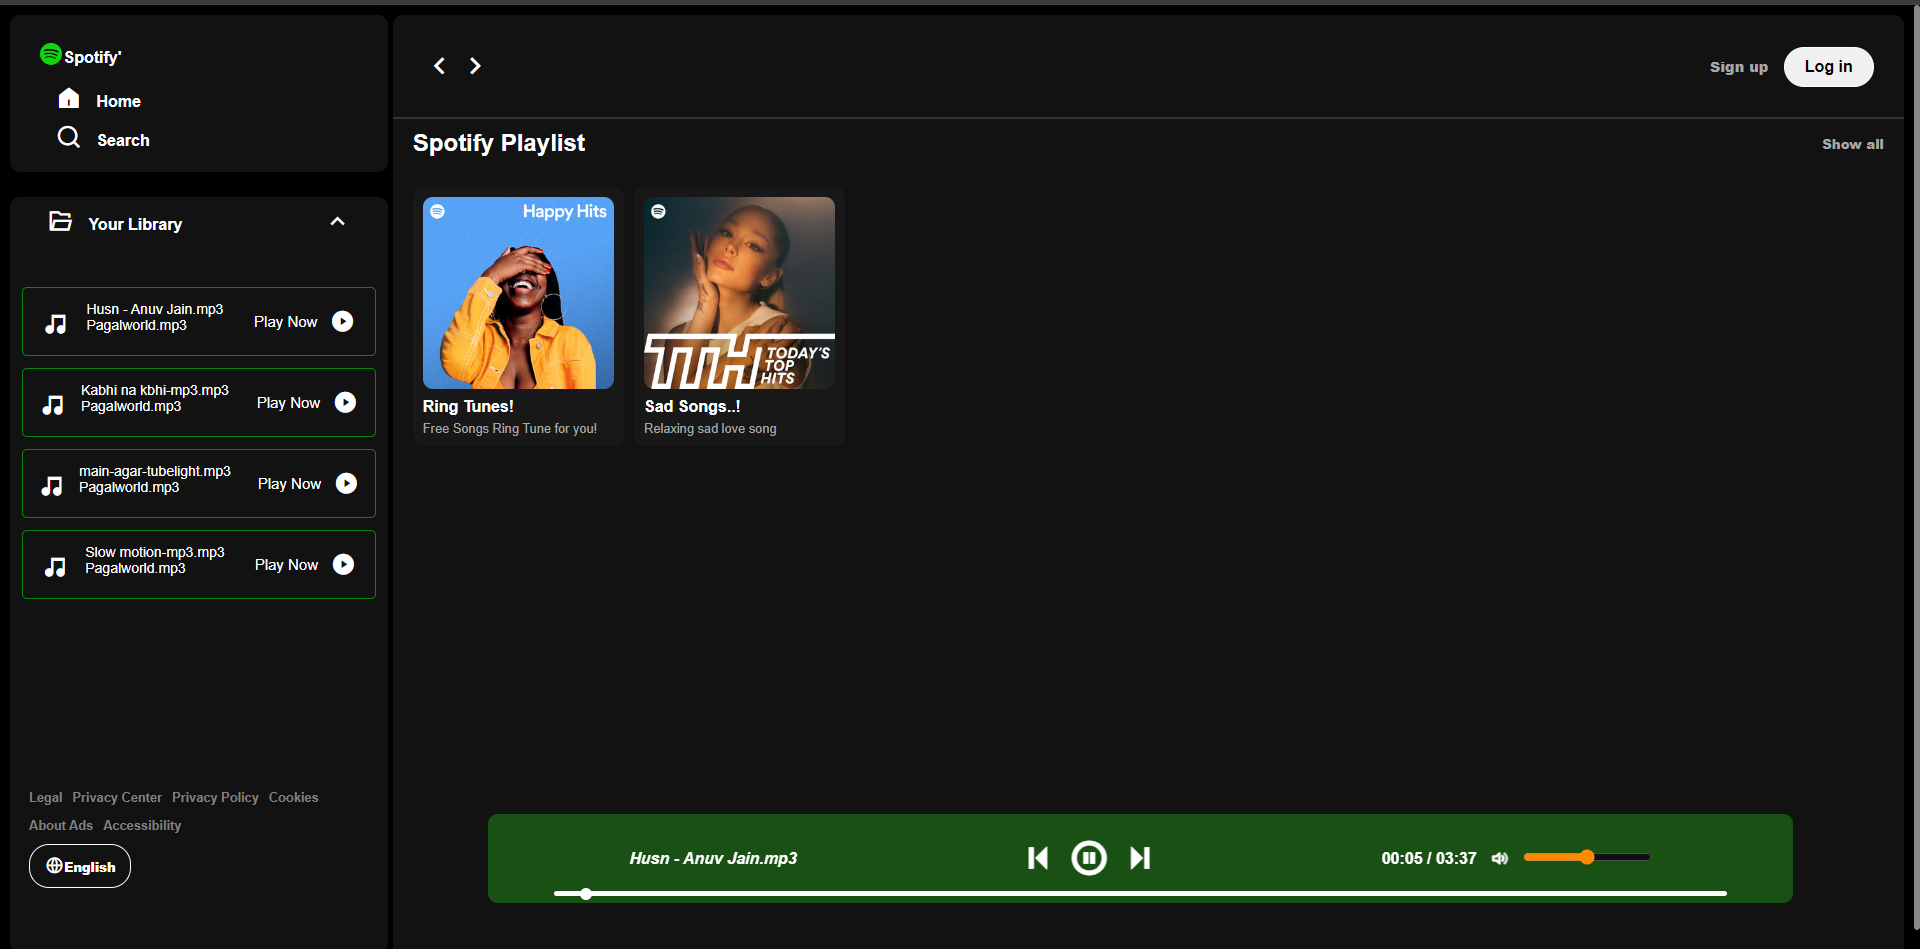 Spotify'
Home
Search
Your Library
Husn - Anuv Jain.mp3
Pagalworld.mp3
Play Now
Kabhi na kbhi-mp3.mp3
Pagalworld.mp3
Play Now
main-agar-tubelight.mp3
Pagalworld.mp3
Play Now
Slow motion-mp3.mp3
Pagalworld.mp3
Play Now
Legal Privacy Center Privacy Policy Cookies
About Ads Accessibility
English
Sign up
Log in
Spotify Playlist
Show all
Happy Hits
Ring Tunes!
Free Songs Ring Tune for you!
TTH
TODAY'S
TOP
HITS
Sad Songs..!
Relaxing sad love song
Husn - Anuv Jain.mp3
00:05 / 03:37